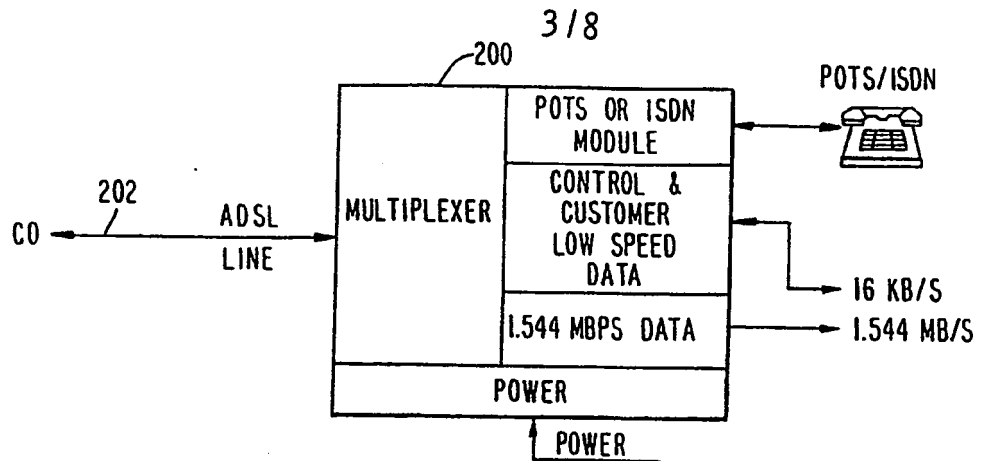 3/8
200
POTS/ISDN
POTS OR ISDN
MODULE
CONTROL &
CUSTOMER
LOW SPEED
DATA
MULTIPLEXER
202
CO
ADSL
LINE
16 KB/S
1.544 MBPS DATA
1.544 MB/S
POWER
POWER